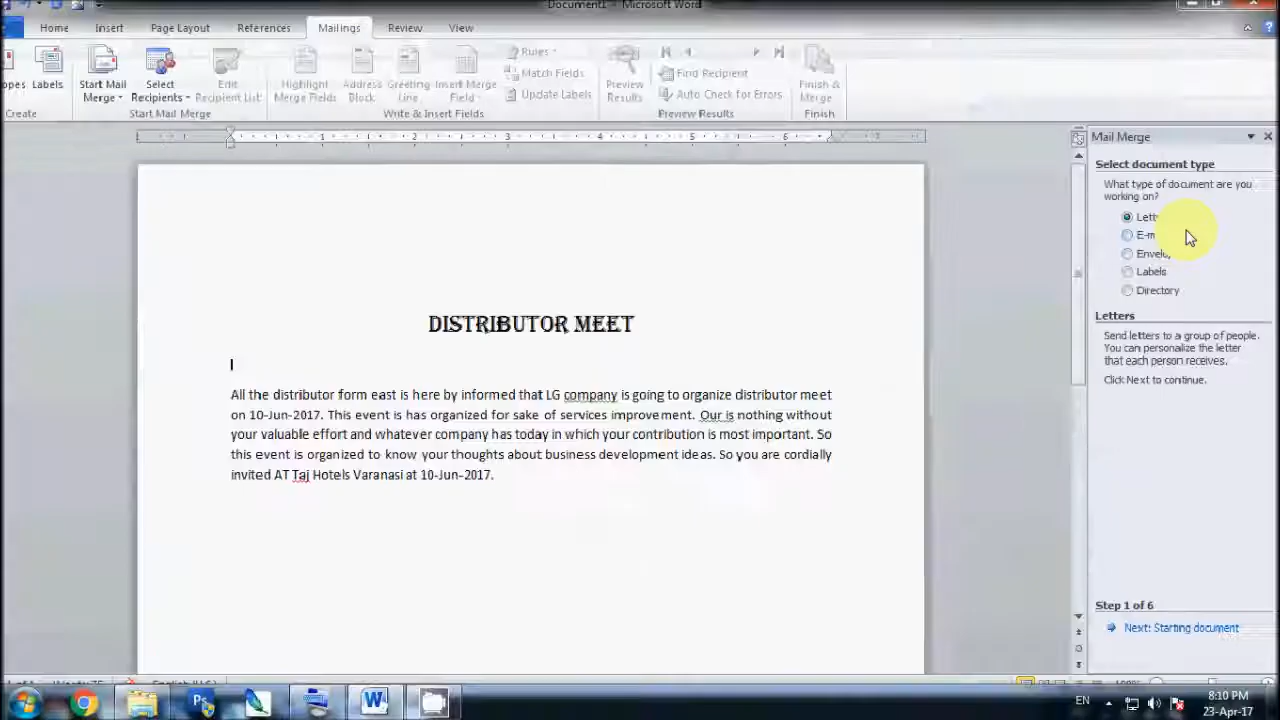 Document1 - Microsoft Word
Home Insert Page Layout References Mailings Review View
Labels
Start Mail Merge
Select Recipients
Edit Recipient List
Highlight Merge Fields
Address Block
Greeting Line
Insert Merge Field
Rules
Match Fields
Update Labels
Preview Results
Find Recipient
Auto Check for Errors
Finish & Merge
Create
Start Mail Merge
Write & Insert Fields
Preview Results
Finish
1 2 3 4 5 6
DISTRIBUTOR MEET
All the distributor form east is here by informed that LG company is going to organize distributor meet
on 10-Jun-2017. This event is has organized for sake of services improvement. Our is nothing without
your valuable effort and whatever company has today in which your contribution is most important. So
this event is organized to know your thoughts about business development ideas. So you are cordially
invited AT Taj Hotels Varanasi at 10-Jun-2017.
Mail Merge
Select document type
What type of document are you
working on?
Labels
Directory
Letters
Send letters to a group of people.
You can personalize the letter
that each person receives.
Click Next to continue.
Step 1 of 6
Next: Starting document
EN
8:10 PM
23-Apr-17